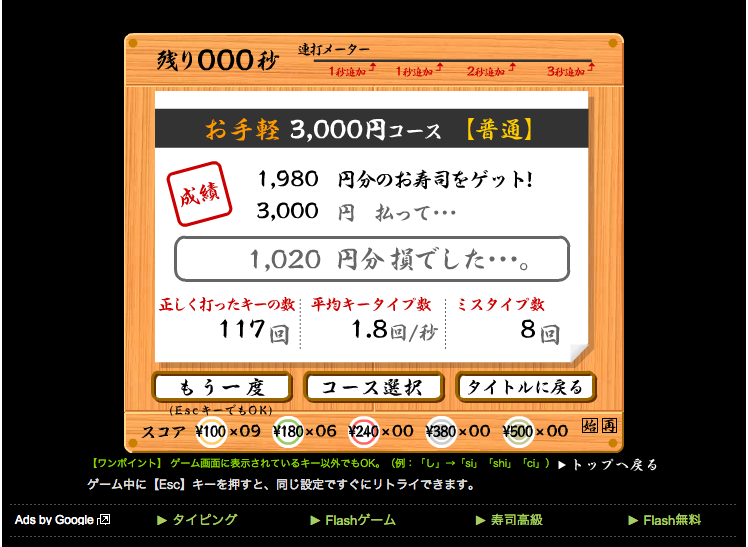 残り000秒
連打メーター
1秒追加 1秒追加 2秒追加 3秒追加
お手軽 3,000円コース 【普通】
成績
1,980 円分のお寿司をゲット!
3,000 円 払って･･･
1,020 円分 損でした･･･。
正しく打ったキーの数 平均キータイプ数 ミスタイプ数
117回 1.8回/秒 8回
もう一度 コース選択 タイトルに戻る
(EscキーでもOK)
スコア ¥100×09 ¥180×06 ¥240×00 ¥380×00 ¥500×00 始 再
【ワンポイント】 ゲーム画面に表示されているキー以外でもOK。（例：「し」→「si」「shi」「ci」） ▶トップへ戻る
ゲーム中に【Esc】キーを押すと、同じ設定ですぐにリトライできます。
Ads by Google ▶ タイピング ▶ Flashゲーム ▶ 寿司高級 ▶ Flash無料